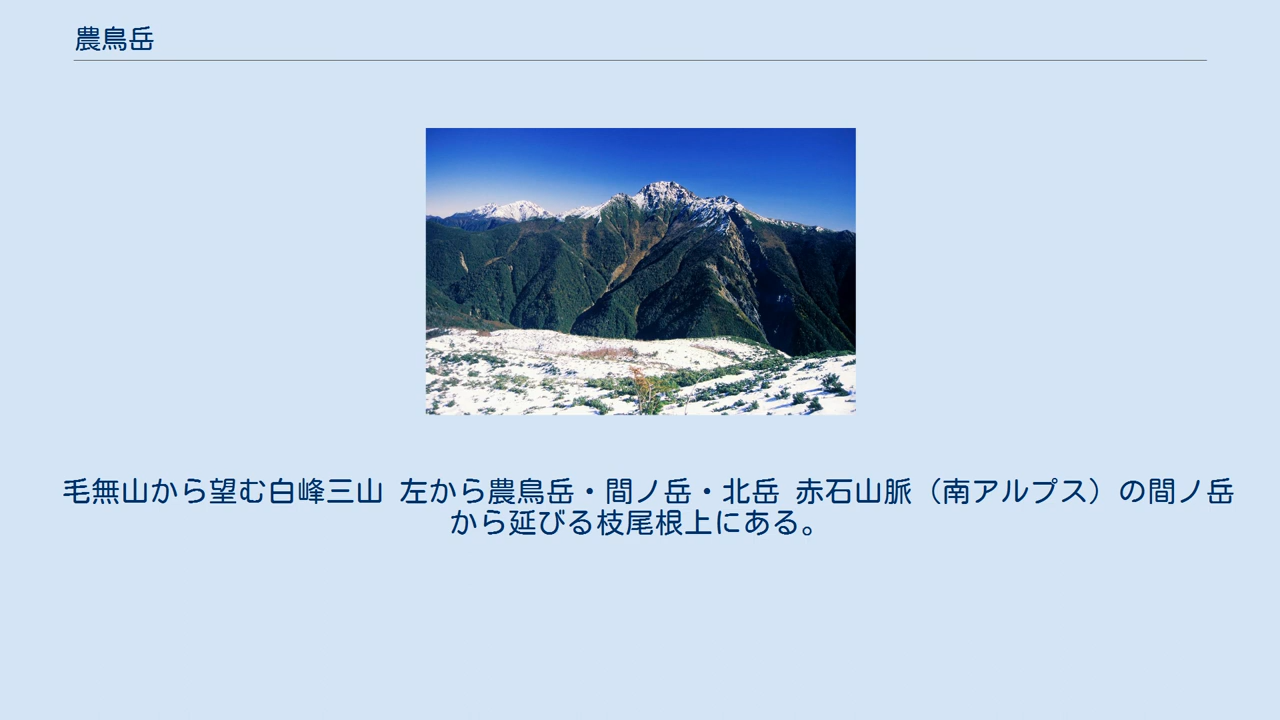 農鳥岳
毛無山から望む白峰三山 左から農鳥岳・間ノ岳・北岳 赤石山脈（南アルプス）の間ノ岳
から延びる枝尾根上にある。